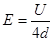 E = U / 4d